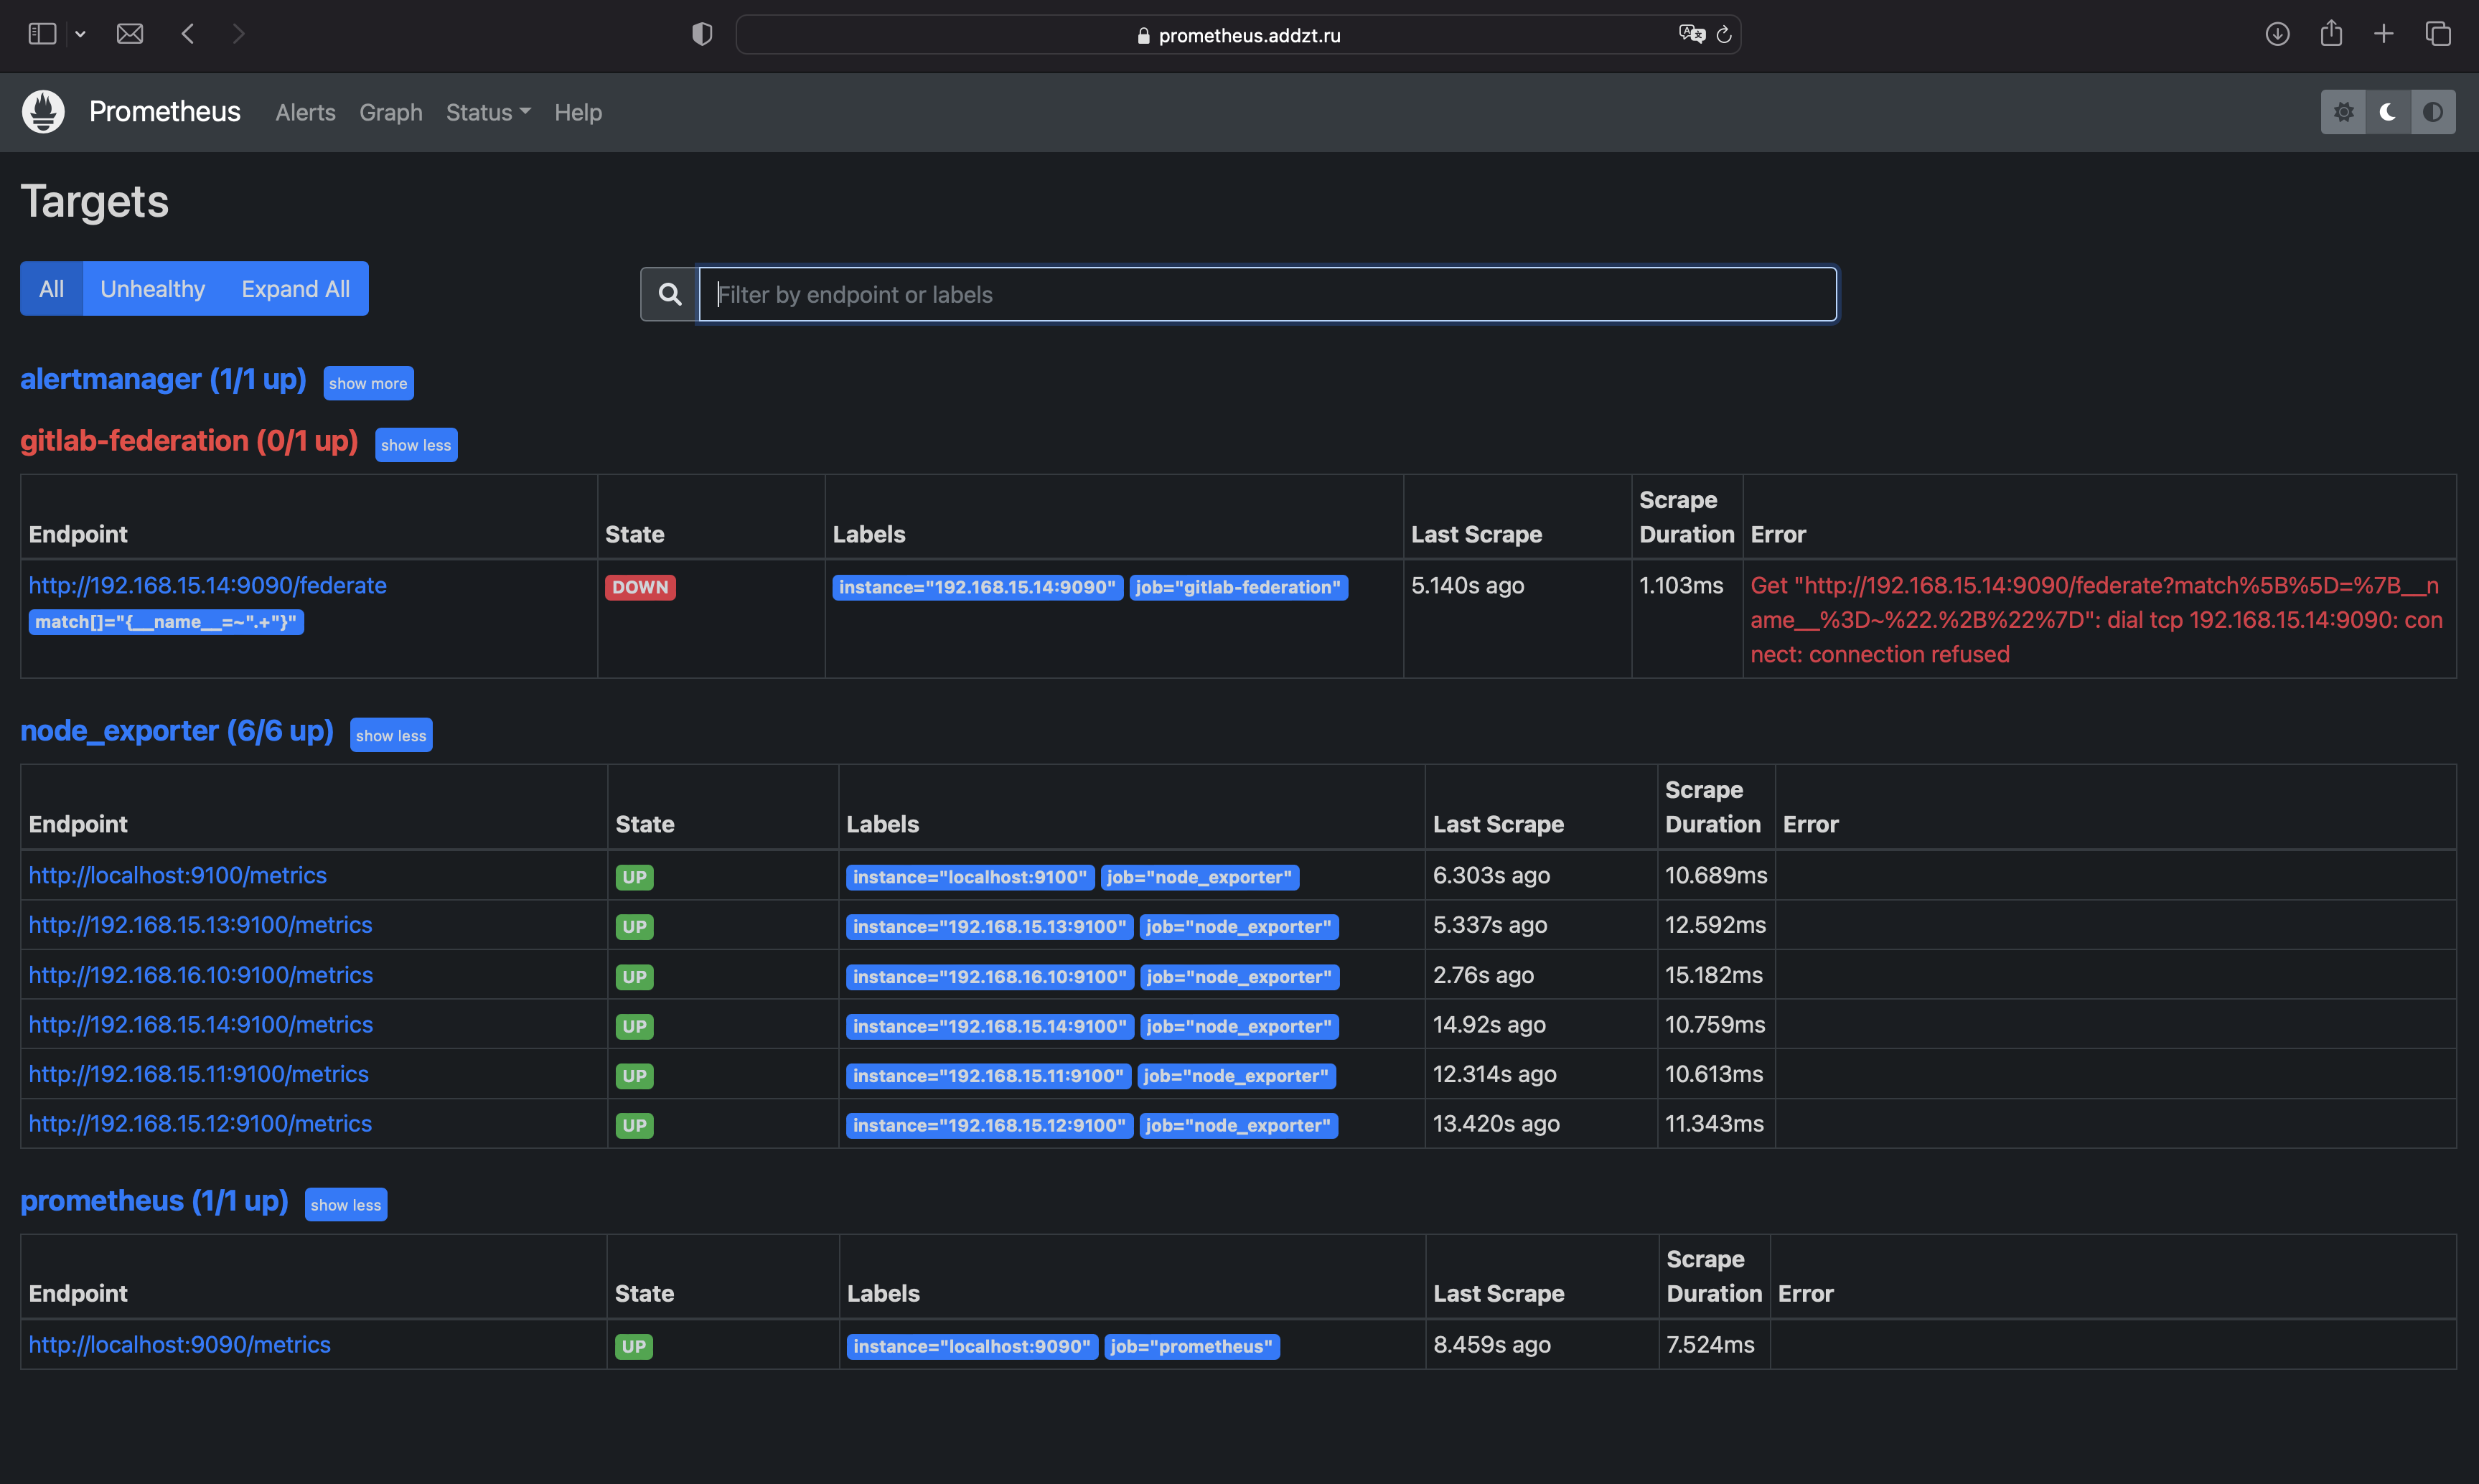 prometheus.addzt.ru
Prometheus Alerts Graph Status Help
Targets
All Unhealthy Expand All
Filter by endpoint or labels
alertmanager (1/1 up) show more
gitlab-federation (0/1 up) show less
Endpoint State Labels Last Scrape Scrape Duration Error
http://192.168.15.14:9090/federate DOWN instance="192.168.15.14:9090" job="gitlab-federation" 5.140s ago 1.103ms Get "http://192.168.15.14:9090/federate?match%5B%5D=%7B__n
match[]="{__name__=~".+"}" ame__%3D~%22.%2B%22%7D": dial tcp 192.168.15.14:9090: con
nect: connection refused
node_exporter (6/6 up) show less
Endpoint State Labels Last Scrape Scrape Duration Error
http://localhost:9100/metrics UP instance="localhost:9100" job="node_exporter" 6.303s ago 10.689ms
http://192.168.15.13:9100/metrics UP instance="192.168.15.13:9100" job="node_exporter" 5.337s ago 12.592ms
http://192.168.16.10:9100/metrics UP instance="192.168.16.10:9100" job="node_exporter" 2.76s ago 15.182ms
http://192.168.15.14:9100/metrics UP instance="192.168.15.14:9100" job="node_exporter" 14.92s ago 10.759ms
http://192.168.15.11:9100/metrics UP instance="192.168.15.11:9100" job="node_exporter" 12.314s ago 10.613ms
http://192.168.15.12:9100/metrics UP instance="192.168.15.12:9100" job="node_exporter" 13.420s ago 11.343ms
prometheus (1/1 up) show less
Endpoint State Labels Last Scrape Scrape Duration Error
http://localhost:9090/metrics UP instance="localhost:9090" job="prometheus" 8.459s ago 7.524ms